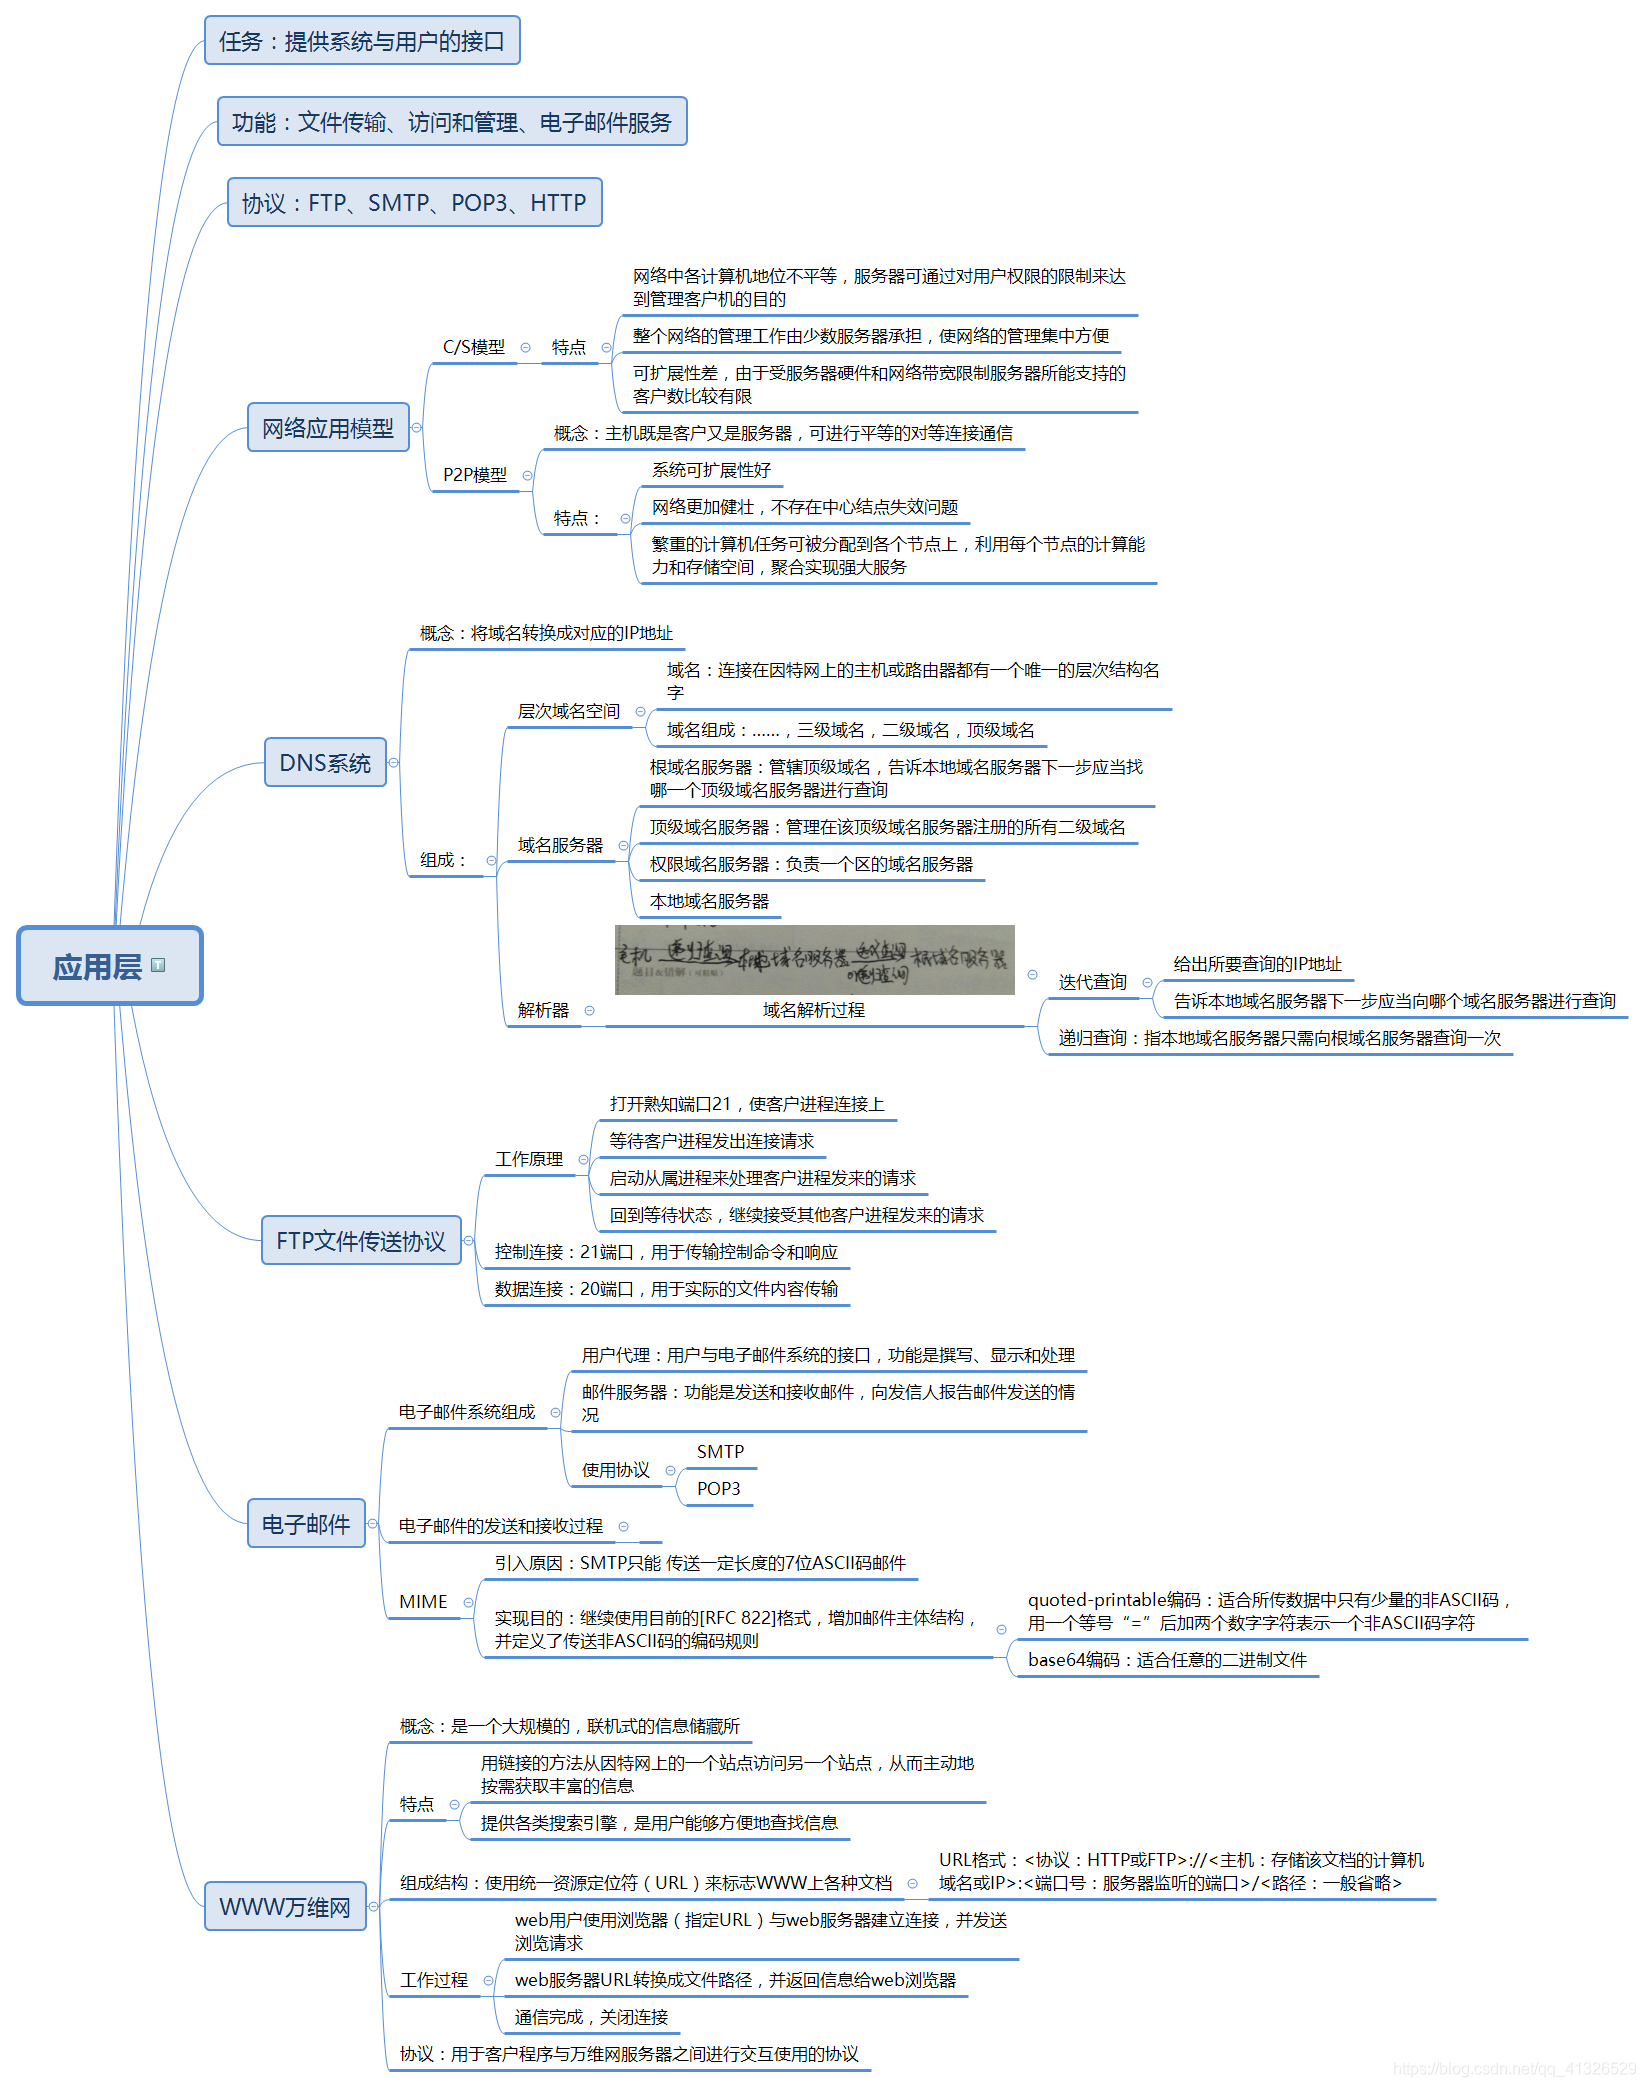 任务：提供系统与用户的接口
功能：文件传输、访问和管理、电子邮件服务
协议：FTP、SMTP、POP3、HTTP
应用层
网络应用模型
C/S模型
特点
网络中各计算机地位不平等，服务器可通过对用户权限的限制来达
到管理客户机的目的
整个网络的管理工作由少数服务器承担，使网络的管理集中方便
可扩展性差，由于受服务器硬件和网络带宽限制服务器所能支持的
客户数比较有限
P2P模型
概念：主机既是客户又是服务器，可进行平等的对等连接通信
特点：
系统可扩展性好
网络更加健壮，不存在中心结点失效问题
繁重的计算机任务可被分配到各个节点上，利用每个节点的计算能
力和存储空间，聚合实现强大服务
DNS系统
概念：将域名转换成对应的IP地址
组成：
层次域名空间
域名：连接在因特网上的主机或路由器都有一个唯一的层次结构名
字
域名组成：......，三级域名，二级域名，顶级域名
域名服务器
根域名服务器：管辖顶级域名，告诉本地域名服务器下一步应当找
哪一个顶级域名服务器进行查询
顶级域名服务器：管理在该顶级域名服务器注册的所有二级域名
权限域名服务器：负责一个区的域名服务器
本地域名服务器
解析器
主机 递归查询 本地域名服务器 迭代查询 根域名服务器
递归查询
题目&错解（可粘贴）
域名解析过程
迭代查询
给出所要查询的IP地址
告诉本地域名服务器下一步应当向哪个域名服务器进行查询
递归查询：指本地域名服务器只需向根域名服务器查询一次
FTP文件传送协议
工作原理
打开熟知端口21，使客户进程连接上
等待客户进程发出连接请求
启动从属进程来处理客户进程发来的请求
回到等待状态，继续接受其他客户进程发来的请求
控制连接：21端口，用于传输控制命令和响应
数据连接：20端口，用于实际的文件内容传输
电子邮件
电子邮件系统组成
用户代理：用户与电子邮件系统的接口，功能是撰写、显示和处理
邮件服务器：功能是发送和接收邮件，向发信人报告邮件发送的情
况
使用协议
SMTP
POP3
电子邮件的发送和接收过程
MIME
引入原因：SMTP只能 传送一定长度的7位ASCII码邮件
实现目的：继续使用目前的[RFC 822]格式，增加邮件主体结构，
并定义了传送非ASCII码的编码规则
quoted-printable编码：适合所传数据中只有少量的非ASCII码，
用一个等号“=”后加两个数字字符表示一个非ASCII码字符
base64编码：适合任意的二进制文件
WWW万维网
概念：是一个大规模的，联机式的信息储藏所
特点
用链接的方法从因特网上的一个站点访问另一个站点，从而主动地
按需获取丰富的信息
提供各类搜索引擎，是用户能够方便地查找信息
组成结构：使用统一资源定位符（URL）来标志WWW上各种文档
URL格式：<协议：HTTP或FTP>://<主机：存储该文档的计算机
域名或IP>:<端口号：服务器监听的端口>/<路径：一般省略>
工作过程
web用户使用浏览器（指定URL）与web服务器建立连接，并发送
浏览请求
web服务器URL转换成文件路径，并返回信息给web浏览器
通信完成，关闭连接
协议：用于客户程序与万维网服务器之间进行交互使用的协议
https://blog.csdn.net/qq_41326529